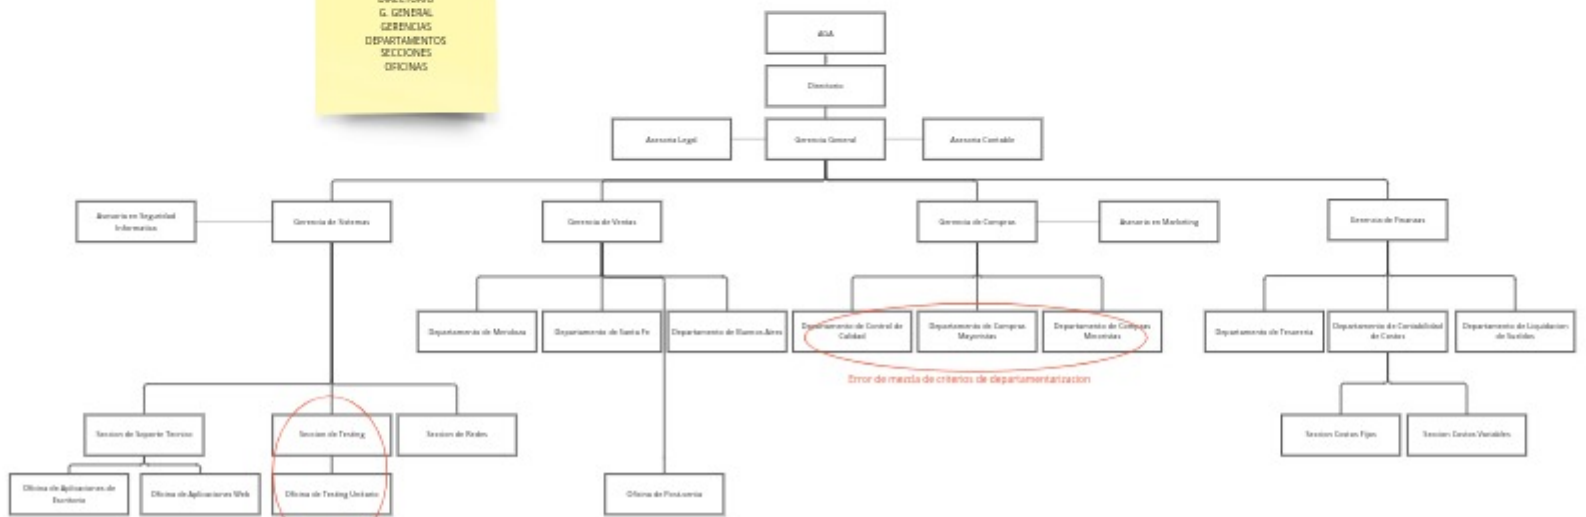 DIRECTORIO
G. GENERAL
GERENCIAS
DEPARTAMENTOS
SECCIONES
OFICINAS
Directorio
Asesoria Legal
Gerencia General
Asesoria Contable
Asesoria en Seguridad
Informatica
Gerencia de Sistemas
Gerencia de Ventas
Gerencia de Compras
Asesoria en Marketing
Gerencia de Finanzas
Departamento de Mendoza
Departamento de Santa Fe
Departamento de Buenos Aires
Departamento de Control de
Calidad
Departamento de Compras
Mayoristas
Departamento de Compras
Minoristas
Departamento de Tesoreria
Departamento de Contabilidad
de Costos
Departamento de Liquidacion
de Sueldos
Error de mezcla de criterios de departamentarizacion
Seccion de Soporte Tecnico
Seccion de Testing
Seccion de Redes
Seccion Costos Fijos
Seccion Costos Variables
Oficina de Aplicaciones de
Escritorio
Oficina de Aplicaciones Web
Oficina de Testing Unitario
Oficina de Postventa